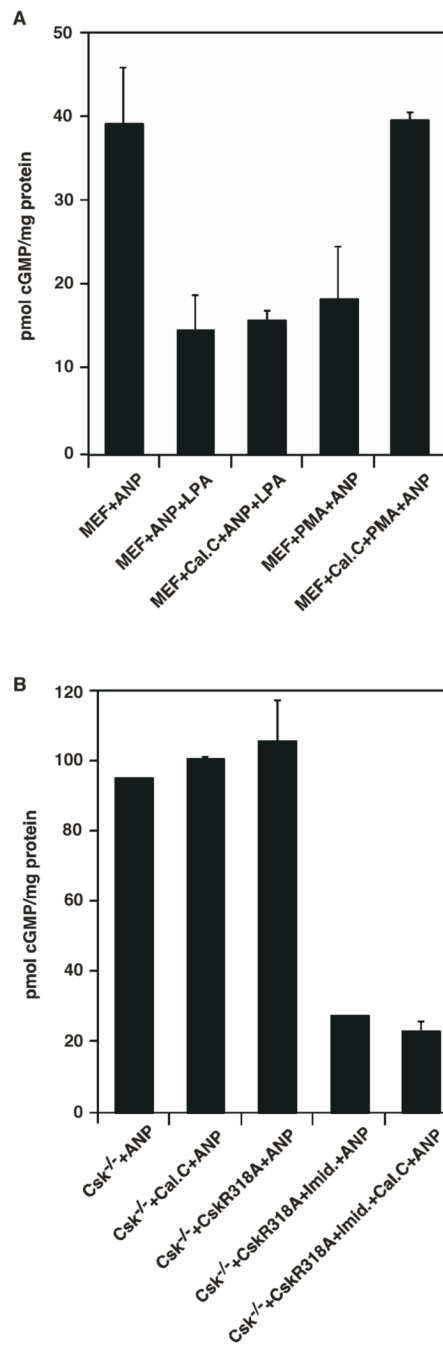 A
50
40
30
20
10
0
pmol cGMP/mg protein
MEF+ANP
MEF+ANP+LPA
MEF+Cal.C+ANP+LPA
MEF+PMA+ANP
MEF+Cal.C+PMA+ANP
B
120
100
80
60
40
20
0
pmol cGMP/mg protein
Csk-/-+ANP
Csk-/-+Cal.C+ANP
Csk-/-+CskR318A+ANP
Csk-/-+CskR318A+Imid.+ANP
Csk-/-+CskR318A+Imid.+Cal.C+ANP